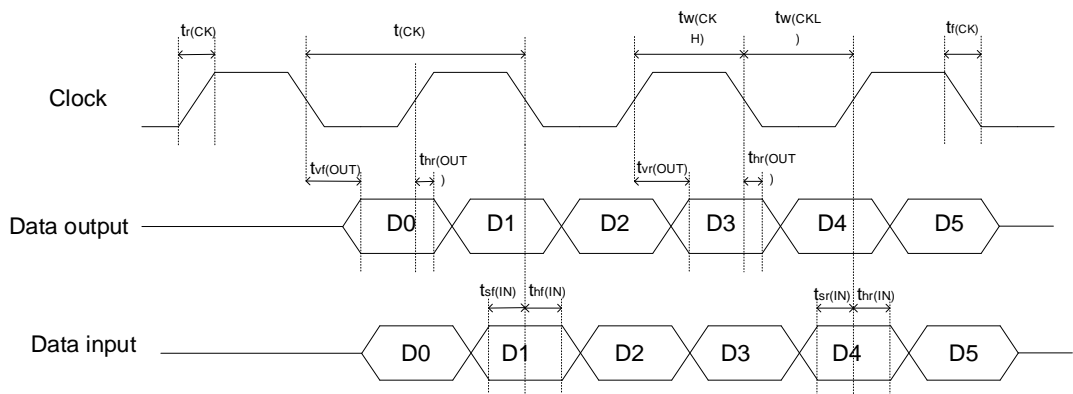 tr(CK)
t(CK)
tw(CK
H)
tw(CKL
)
tf(CK)
Clock
tvf(OUT)
thr(OUT
)
tvr(OUT)
thr(OUT
)
Data output
D0
D1
D2
D3
D4
D5
tsf(IN)
thf(IN)
tsr(IN)
thr(IN)
Data input
D0
D1
D2
D3
D4
D5